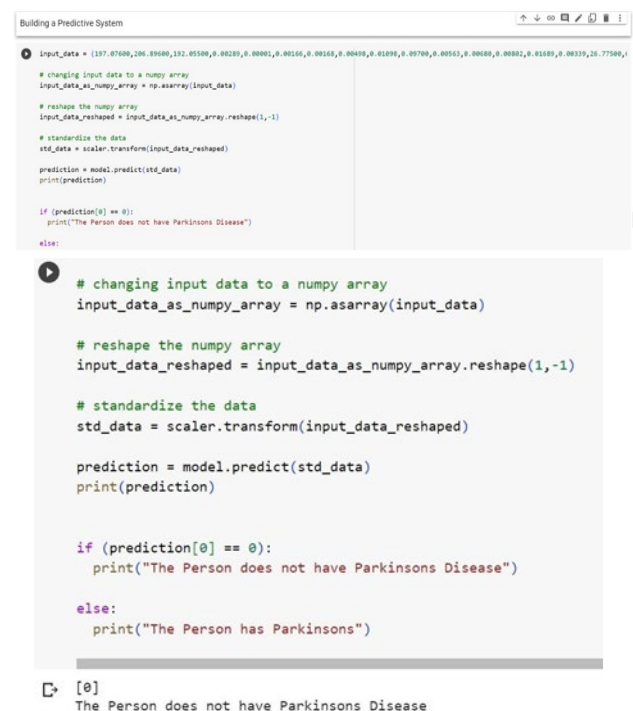 Building a Predictive System
input_data = (197.07600,206.89600,192.05500,0.00289,0.00001,0.00166,0.00168,0.00498,0.01098,0.09700,0.00563,0.00680,0.00802,0.01689,0.00339,26.77500,
# changing input data to a numpy array
input_data_as_numpy_array = np.asarray(input_data)
# reshape the numpy array
input_data_reshaped = input_data_as_numpy_array.reshape(1,-1)
# standardize the data
std_data = scaler.transform(input_data_reshaped)
prediction = model.predict(std_data)
print(prediction)
if (prediction[0] == 0):
print("The Person does not have Parkinsons Disease")
else:
# changing input data to a numpy array
input_data_as_numpy_array = np.asarray(input_data)
# reshape the numpy array
input_data_reshaped = input_data_as_numpy_array.reshape(1,-1)
# standardize the data
std_data = scaler.transform(input_data_reshaped)
prediction = model.predict(std_data)
print(prediction)
if (prediction[0] == 0):
print("The Person does not have Parkinsons Disease")
else:
print("The Person has Parkinsons")
[0]
The Person does not have Parkinsons Disease